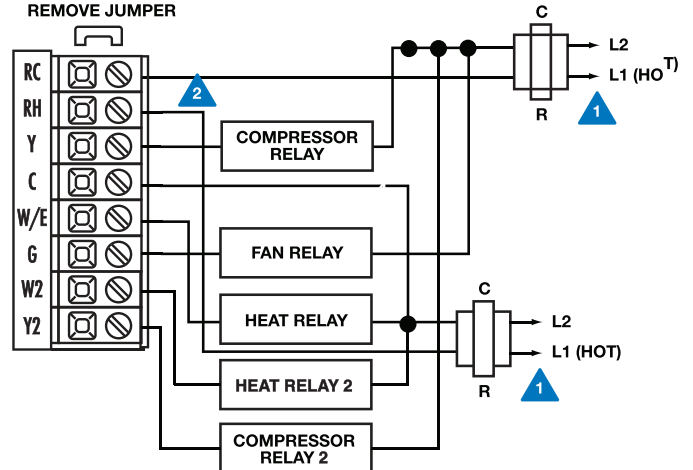 REMOVE JUMPER
C
L2
RC
2
L1 (HOT)
1
RH
R
Y
COMPRESSOR
RELAY
C
W/E
G
FAN RELAY
W2
C
HEAT RELAY
L2
Y2
L1 (HOT)
HEAT RELAY 2
R
1
COMPRESSOR
RELAY 2